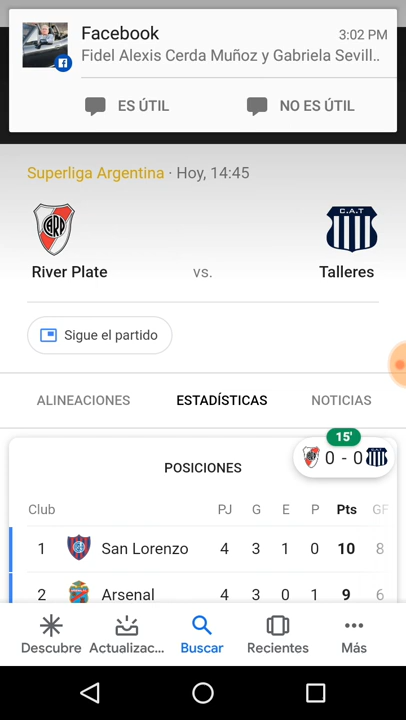 Facebook
3:02 PM
Fidel Alexis Cerda Muñoz y Gabriela Sevill..
ES ÚTIL
NO ES ÚTIL
Superliga Argentina · Hoy, 14:45
CARP
C.A.T
River Plate
vs.
Talleres
Sigue el partido
ALINEACIONES
ESTADÍSTICAS
NOTICIAS
15'
0 - 0
POSICIONES
Club PJ G E P Pts GF
1 San Lorenzo 4 3 1 0 10 8
2 Arsenal 4 3 0 1 9 6
Descubre
Actualizac...
Buscar
Recientes
Más